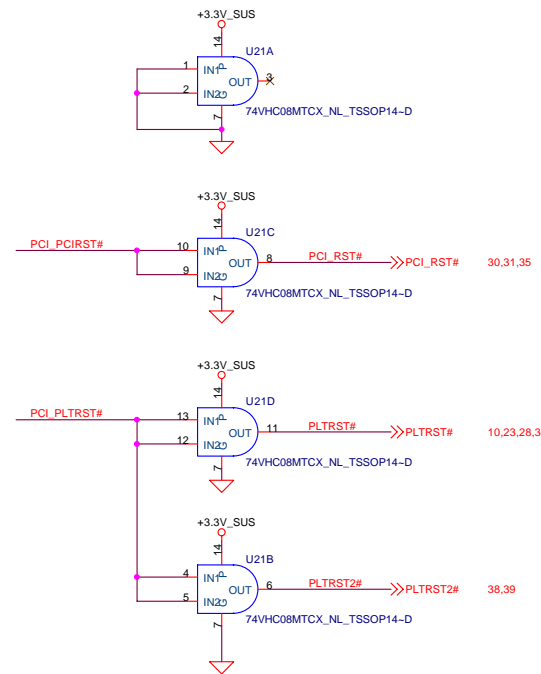 +3.3V_SUS
14
U21A
1
IN1
P
OUT
3
2
IN2
G
7
74VHC08MTCX_NL_TSSOP14~D
+3.3V_SUS
14
U21C
PCI_PCIRST#
10
IN1
P
OUT
8
PCI_RST#
PCI_RST#
30,31,35
9
IN2
G
7
74VHC08MTCX_NL_TSSOP14~D
+3.3V_SUS
14
U21D
PCI_PLTRST#
13
IN1
P
OUT
11
PLTRST#
PLTRST#
10,23,28,3
12
IN2
G
7
74VHC08MTCX_NL_TSSOP14~D
+3.3V_SUS
14
U21B
4
IN1
P
OUT
6
PLTRST2#
PLTRST2#
38,39
5
IN2
G
7
74VHC08MTCX_NL_TSSOP14~D